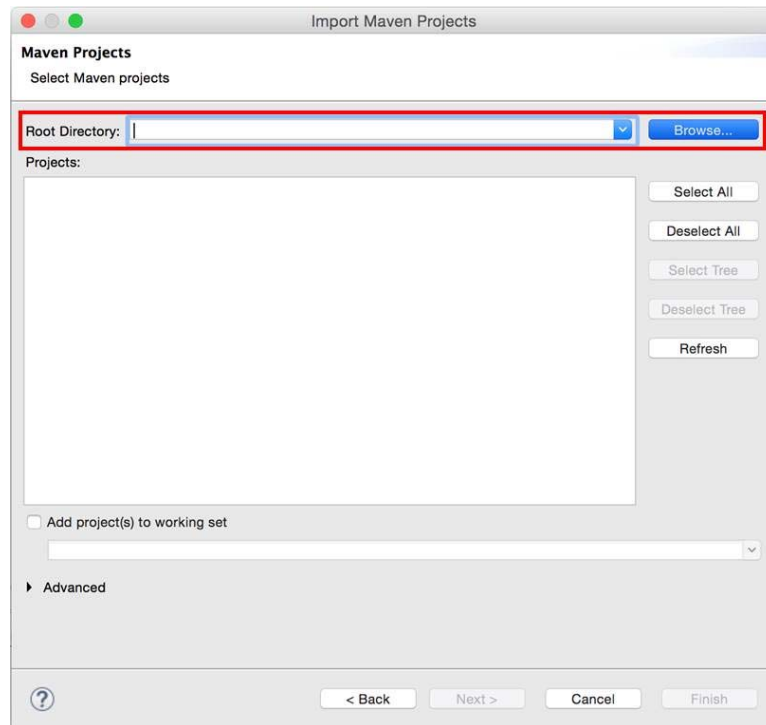 Import Maven Projects
Maven Projects
Select Maven projects
Root Directory: Browse...
Projects:
Select All
Deselect All
Select Tree
Deselect Tree
Refresh
Add project(s) to working set
Advanced
? < Back Next > Cancel Finish